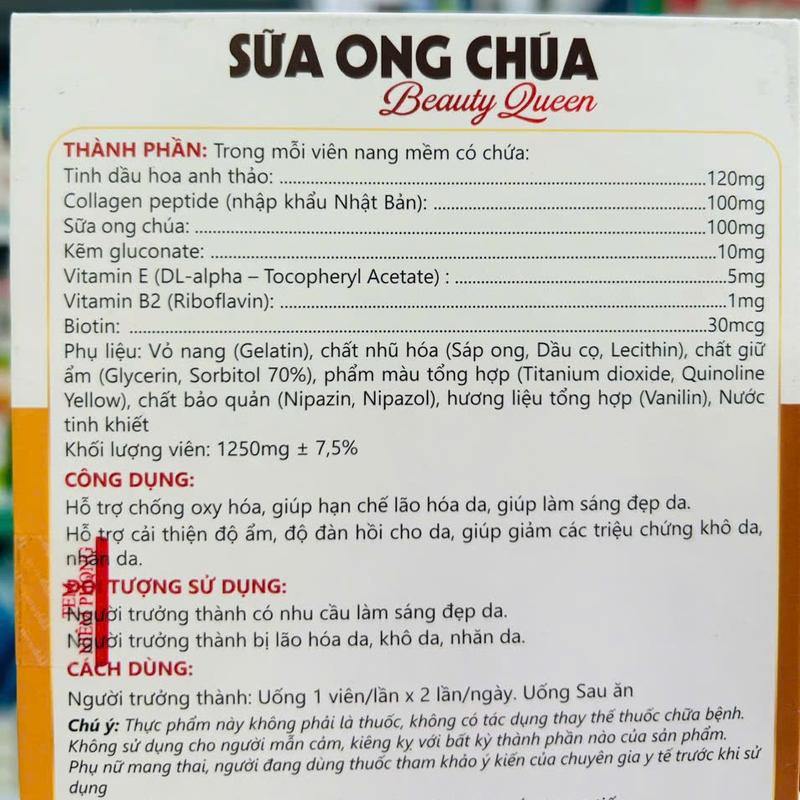 SỮA ONG CHÚA
Beauty Queen
THÀNH PHẦN: Trong mỗi viên nang mềm có chứa:
Tinh dầu hoa anh thảo: ........ 120mg
Collagen peptide (nhập khẩu Nhật Bản): ........ 100mg
Sữa ong chúa: ........ 100mg
Kẽm gluconate: ........ 10mg
Vitamin E (DL-alpha – Tocopheryl Acetate) : ........ 5mg
Vitamin B2 (Riboflavin): ........ 1mg
Biotin: ........ 30mcg
Phụ liệu: Vỏ nang (Gelatin), chất nhũ hóa (Sáp ong, Dầu cọ, Lecithin), chất giữ
ẩm (Glycerin, Sorbitol 70%), phẩm màu tổng hợp (Titanium dioxide, Quinoline
Yellow), chất bảo quản (Nipazin, Nipazol), hương liệu tổng hợp (Vanilin), Nước
tinh khiết
Khối lượng viên: 1250mg ± 7,5%
CÔNG DỤNG:
Hỗ trợ chống oxy hóa, giúp hạn chế lão hóa da, giúp làm sáng đẹp da.
Hỗ trợ cải thiện độ ẩm, độ đàn hồi cho da, giúp giảm các triệu chứng khô da,
nhăn da.
ĐỐI TƯỢNG SỬ DỤNG:
Người trưởng thành có nhu cầu làm sáng đẹp da.
Người trưởng thành bị lão hóa da, khô da, nhăn da.
CÁCH DÙNG:
Người trưởng thành: Uống 1 viên/lần x 2 lần/ngày. Uống Sau ăn
Chú ý: Thực phẩm này không phải là thuốc, không có tác dụng thay thế thuốc chữa bệnh.
Không sử dụng cho người mẫn cảm, kiêng kỵ với bất kỳ thành phần nào của sản phẩm.
Phụ nữ mang thai, người đang dùng thuốc tham khảo ý kiến của chuyên gia y tế trước khi sử
dụng
TEM
NIÊM PHONG